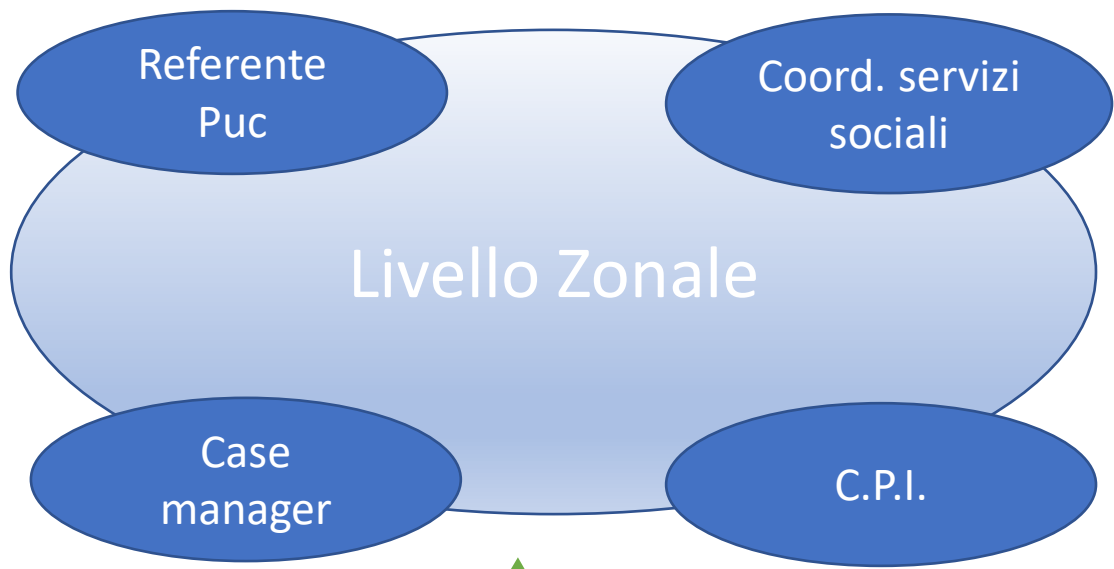 Referente
Puc
Coord. servizi
sociali
Livello Zonale
Case
manager
C.P.I.